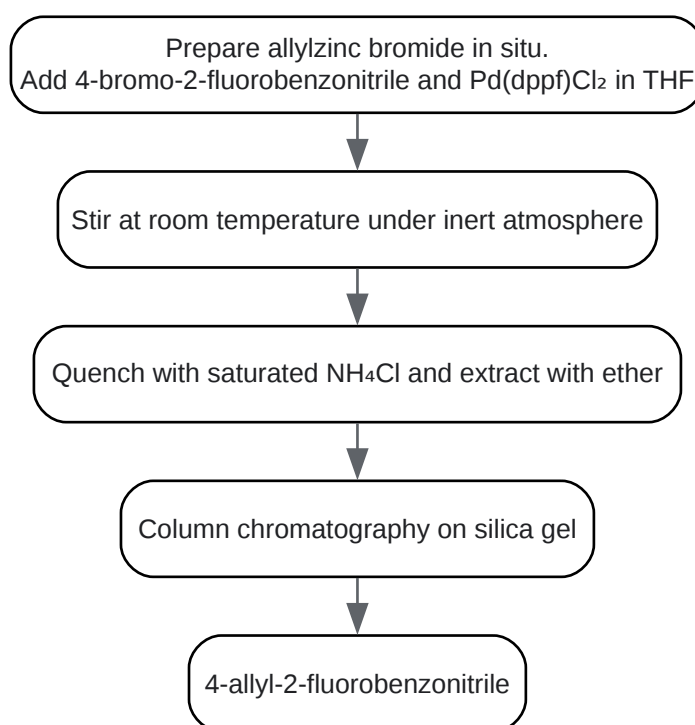 Prepare allylzinc bromide in situ.
Add 4-bromo-2-fluorobenzonitrile and Pd(dppf)Cl₂ in THF
Stir at room temperature under inert atmosphere
Quench with saturated NH₄Cl and extract with ether
Column chromatography on silica gel
4-allyl-2-fluorobenzonitrile